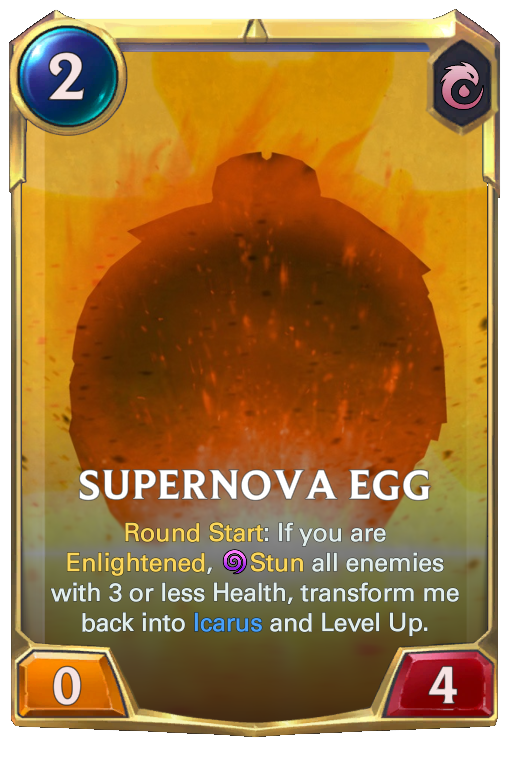 2
SUPERNOVA EGG
Round Start: If you are
Enlightened, Stun all enemies
with 3 or less Health, transform me
back into Icarus and Level Up.
0
4